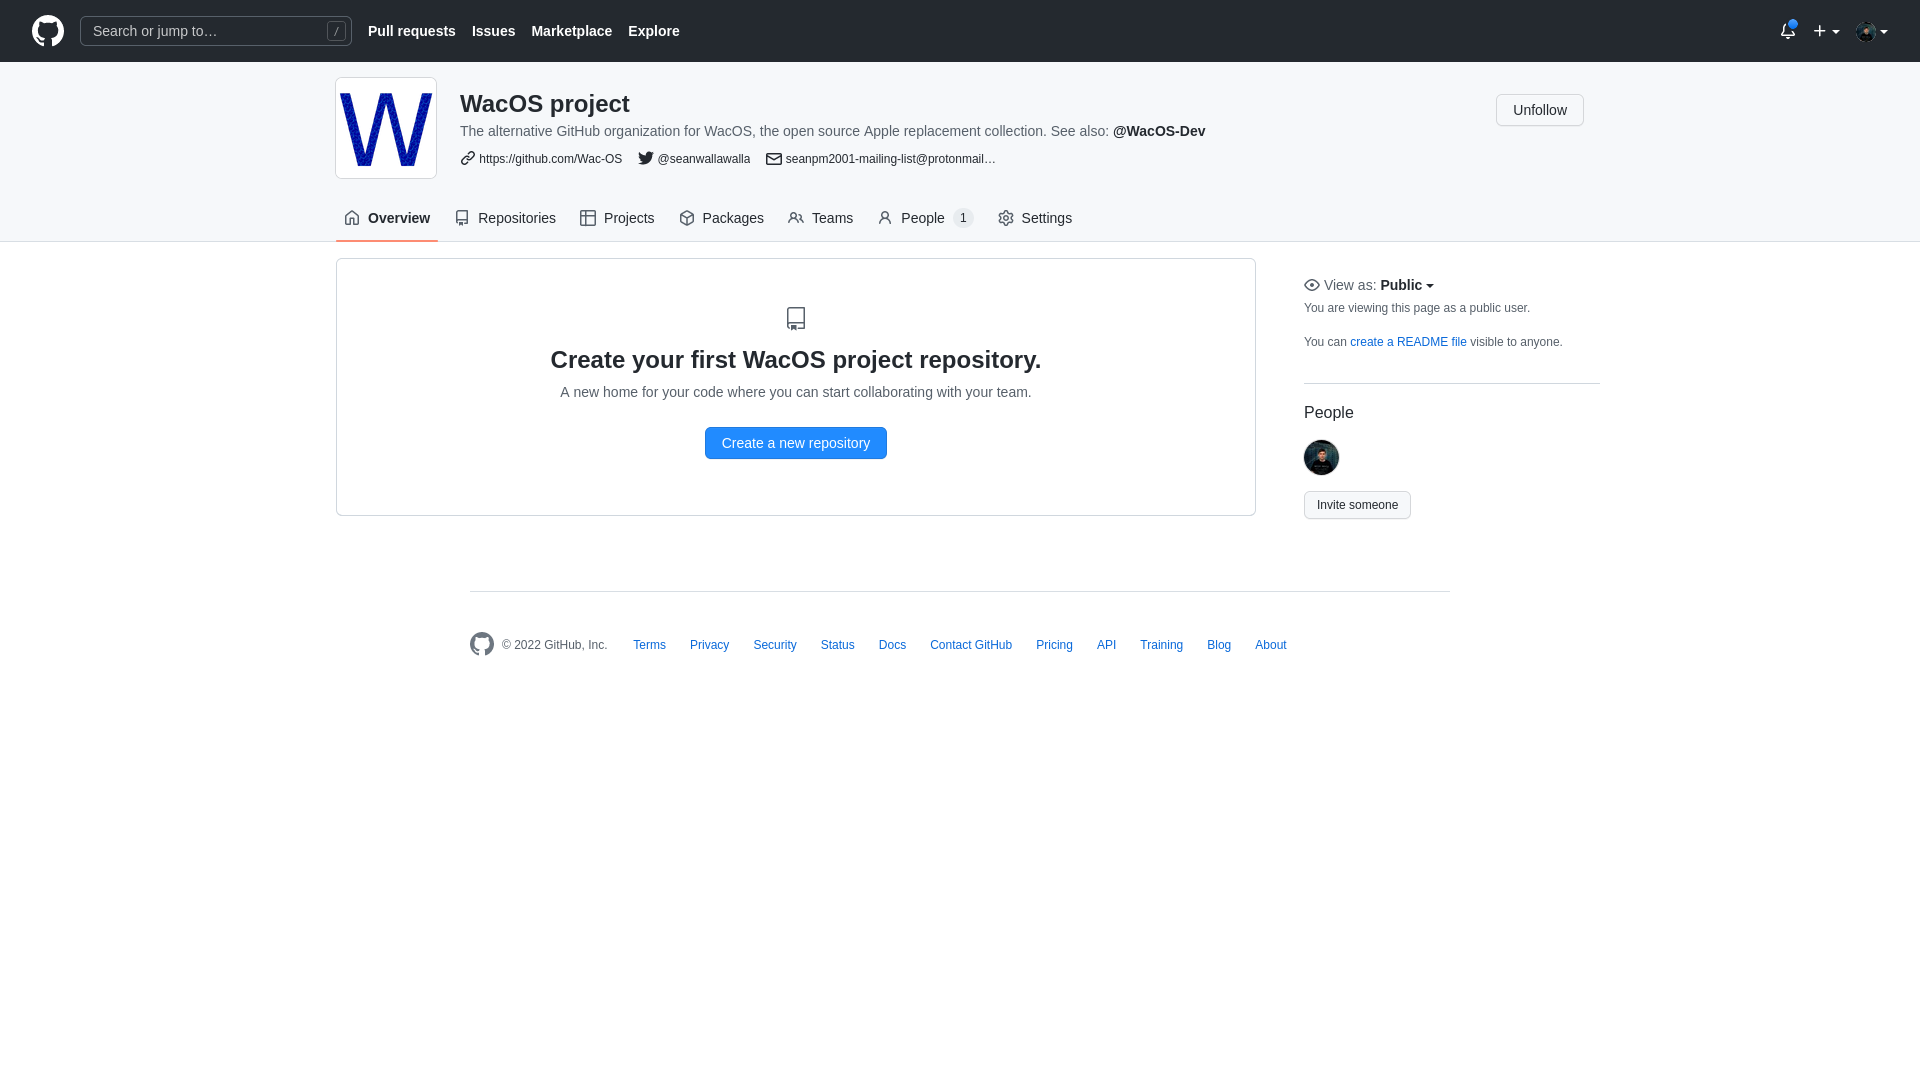 Search or jump to… /
Pull requests Issues Marketplace Explore
W
WacOS project
Unfollow
The alternative GitHub organization for WacOS, the open source Apple replacement collection. See also: @WacOS-Dev
https://github.com/Wac-OS @seanwallawalla seanpm2001-mailing-list@protonmail…
Overview Repositories Projects Packages Teams People 1 Settings
Create your first WacOS project repository.
A new home for your code where you can start collaborating with your team.
Create a new repository
View as: Public
You are viewing this page as a public user.
You can create a README file visible to anyone.
People
Invite someone
© 2022 GitHub, Inc. Terms Privacy Security Status Docs Contact GitHub Pricing API Training Blog About